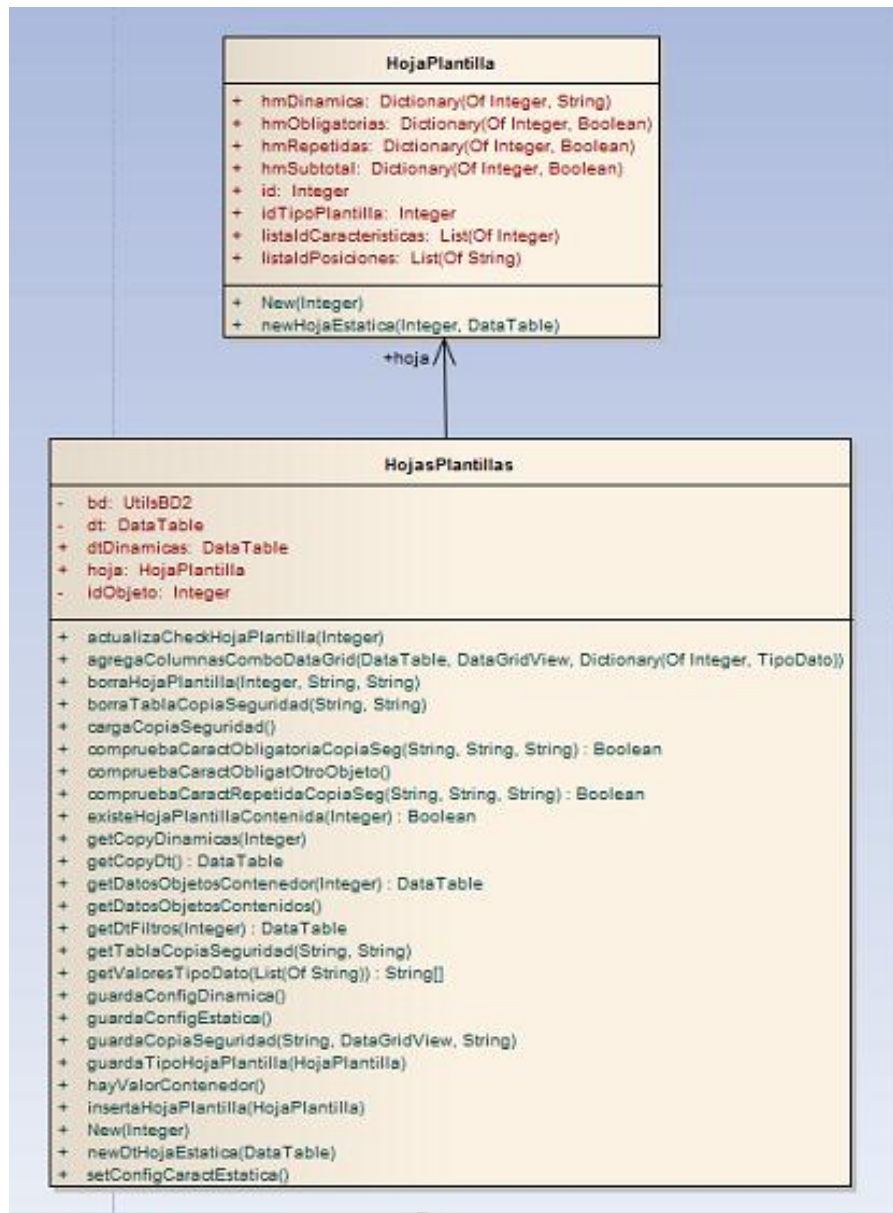 HojaPlantilla
+ hmDinamica: Dictionary(Of Integer, String)
+ hmObligatorias: Dictionary(Of Integer, Boolean)
+ hmRepetidas: Dictionary(Of Integer, Boolean)
+ hmSubtotal: Dictionary(Of Integer, Boolean)
+ id: Integer
+ idTipoPlantilla: Integer
+ listaIdCaracteristicas: List(Of Integer)
+ listaIdPosiciones: List(Of String)
+ New(Integer)
+ newHojaEstatica(Integer, DataTable)
+hoja
HojasPlantillas
- bd: UtilsBD2
- dt: DataTable
+ dtDinamicas: DataTable
+ hoja: HojaPlantilla
- idObjeto: Integer
+ actualizaCheckHojaPlantilla(Integer)
+ agregaColumnasComboDataGrid(DataTable, DataGridView, Dictionary(Of Integer, TipoDato))
+ borraHojaPlantilla(Integer, String, String)
+ borraTablaCopiaSeguridad(String, String)
+ cargaCopiaSeguridad()
+ compruebaCaractObligatoriaCopiaSeg(String, String, String) : Boolean
+ compruebaCaractObligatOtroObjeto()
+ compruebaCaractRepetidaCopiaSeg(String, String, String) : Boolean
+ existeHojaPlantillaContenida(Integer) : Boolean
+ getCopyDinamicas(Integer)
+ getCopyDt() : DataTable
+ getDatosObjetosContenedor(Integer) : DataTable
+ getDatosObjetosContenidos()
+ getDtFiltros(Integer) : DataTable
+ getTablaCopiaSeguridad(String, String)
+ getValoresTipoDato(List(Of String)) : String[]
+ guardaConfigDinamica()
+ guardaConfigEstatica()
+ guardaCopiaSeguridad(String, DataGridView, String)
+ guardaTipoHojaPlantilla(HojaPlantilla)
+ hayValorContenedor()
+ insertaHojaPlantilla(HojaPlantilla)
+ New(Integer)
+ newDtHojaEstatica(DataTable)
+ setConfigCaractEstatica()